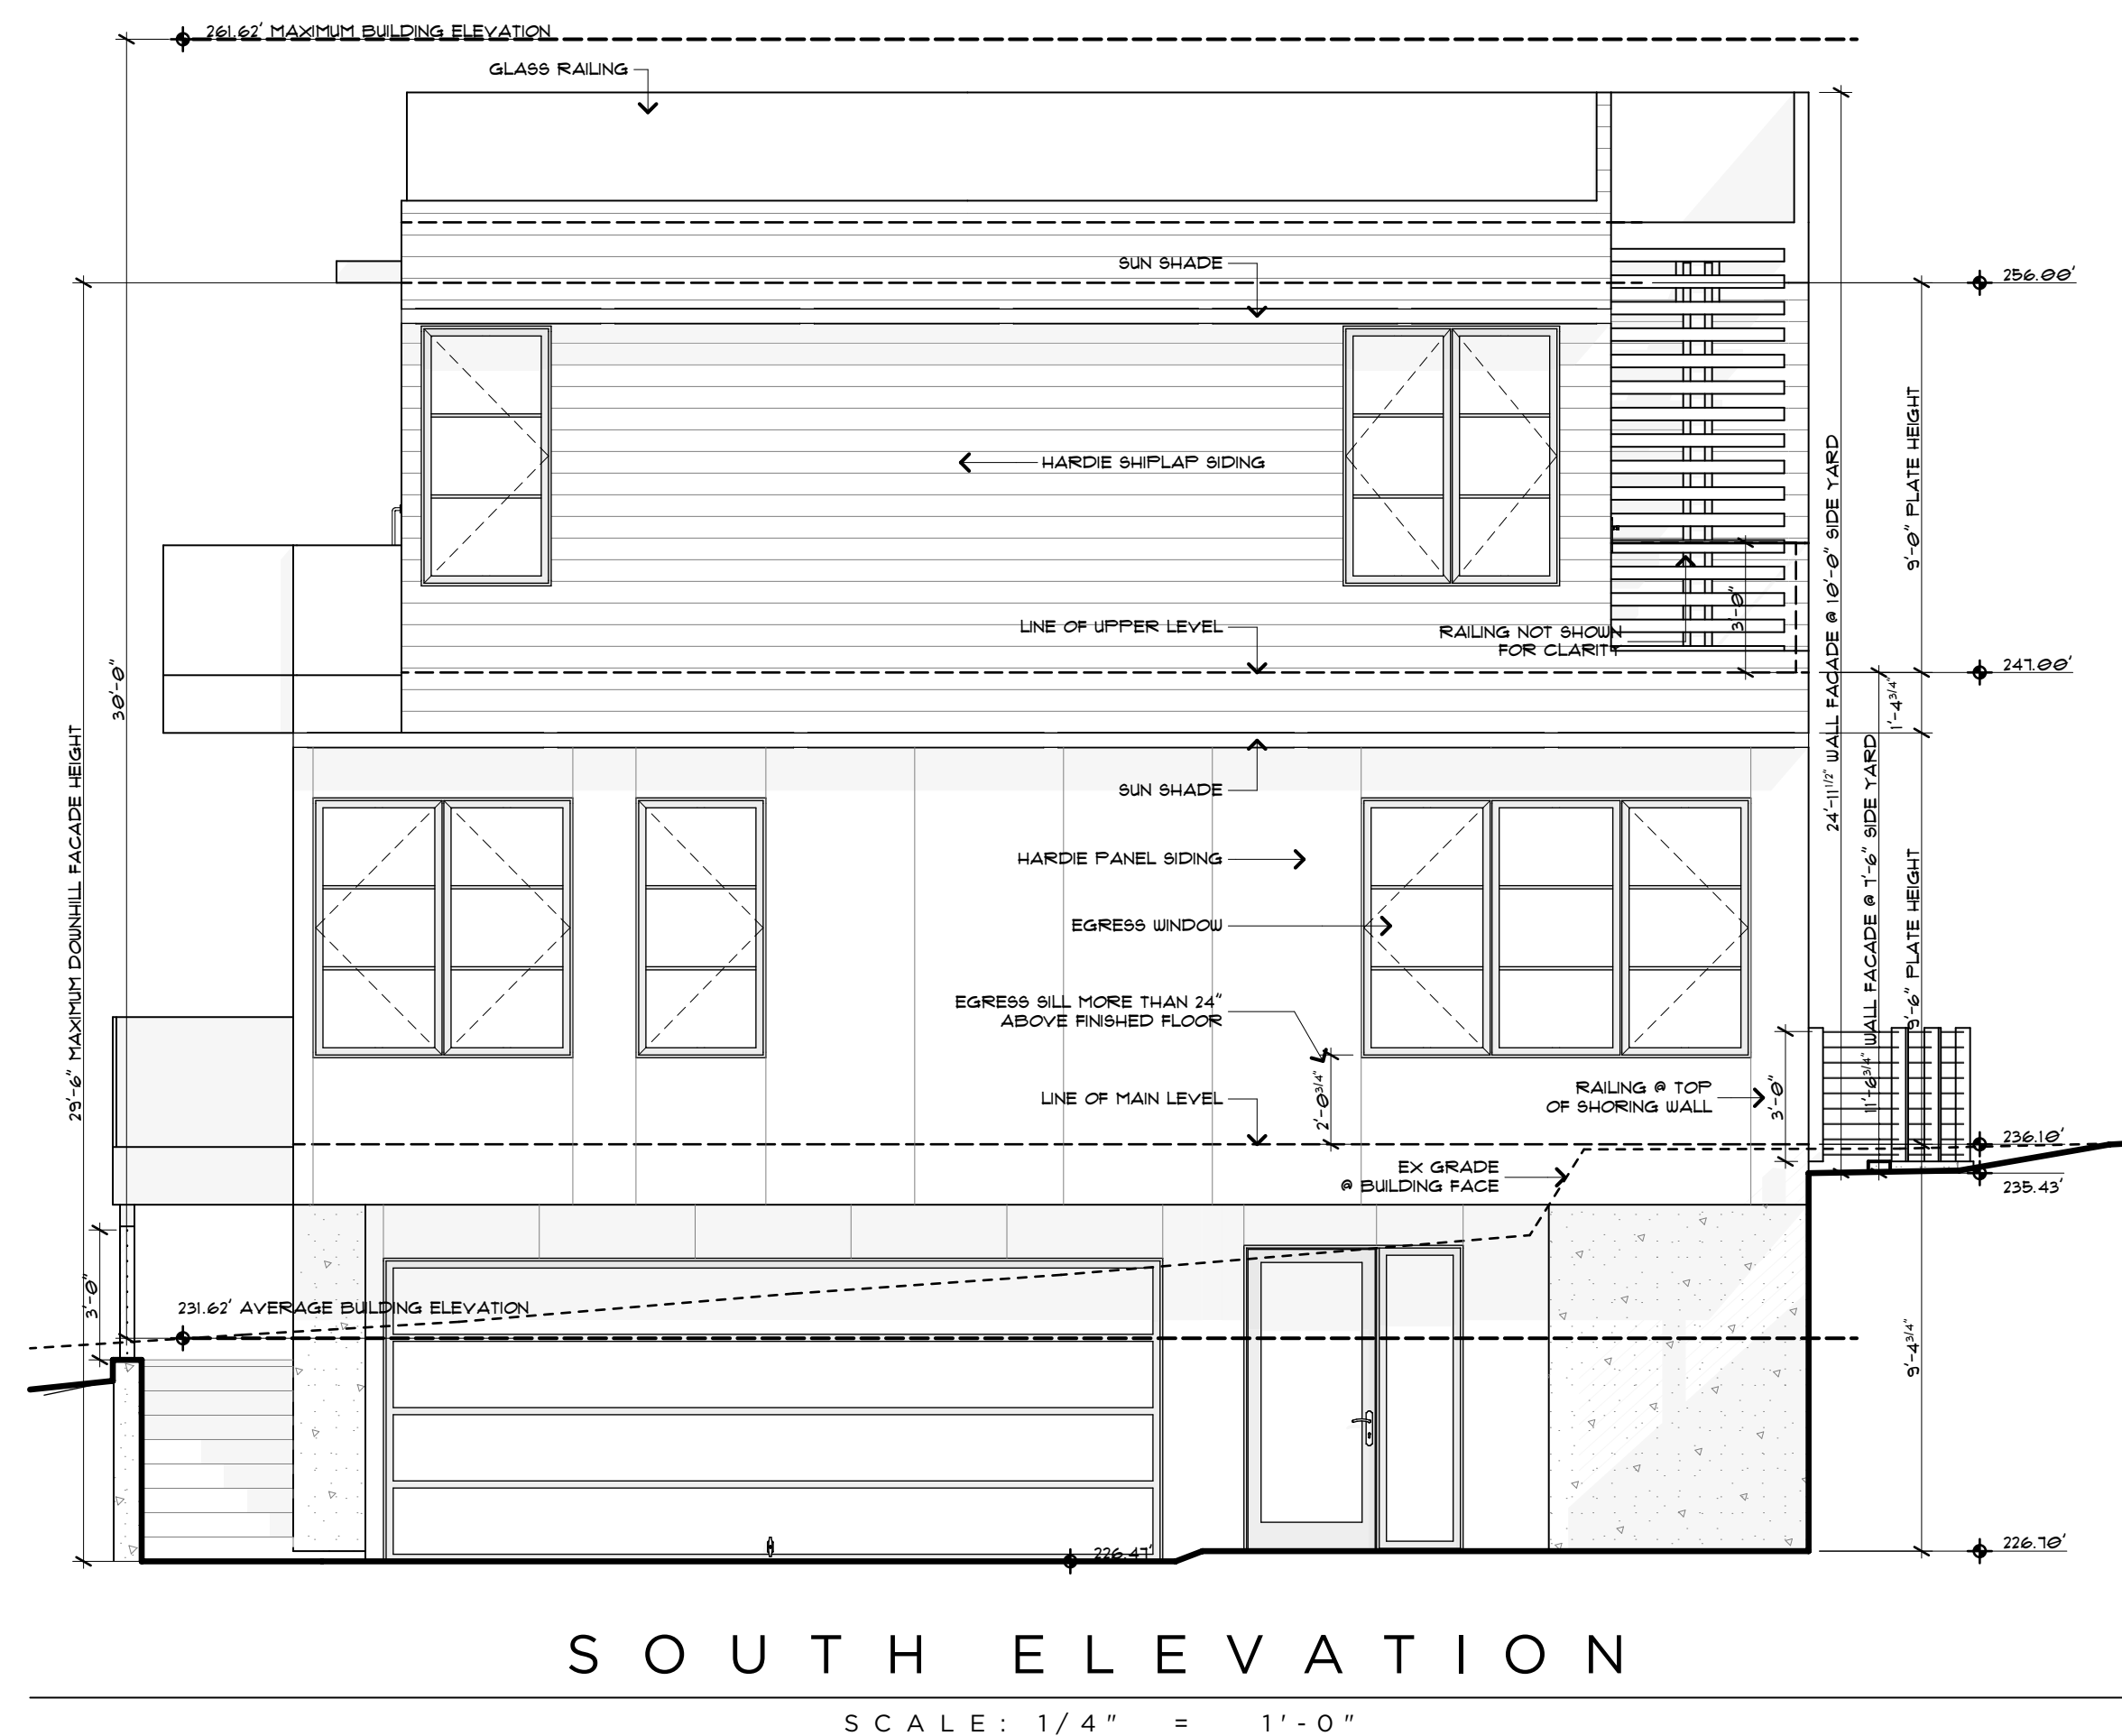 261.62' MAXIMUM BUILDING ELEVATION
GLASS RAILING
SUN SHADE
256.00'
HARDIE SHIPLAP SIDING
9'-0" PLATE HEIGHT
24'-11 1/2" WALL FACADE @ 10'-0" SIDE YARD
LINE OF UPPER LEVEL
RAILING NOT SHOWN
FOR CLARITY
3'-0"
247.00'
1'-4 3/4"
30'-0"
29'-6" MAXIMUM DOWNHILL FACADE HEIGHT
SUN SHADE
HARDIE PANEL SIDING
EGRESS WINDOW
11'-6 3/4" WALL FACADE @ 7'-6" SIDE YARD
9'-6" PLATE HEIGHT
EGRESS SILL MORE THAN 24"
ABOVE FINISHED FLOOR
2'-0 3/4"
LINE OF MAIN LEVEL
RAILING @ TOP
OF SHORING WALL
3'-0"
236.10'
EX GRADE
@ BUILDING FACE
235.43'
3'-0"
231.62' AVERAGE BUILDING ELEVATION
9'-4 3/4"
226.47'
226.70'
SOUTH ELEVATION
SCALE: 1/4" = 1'-0"